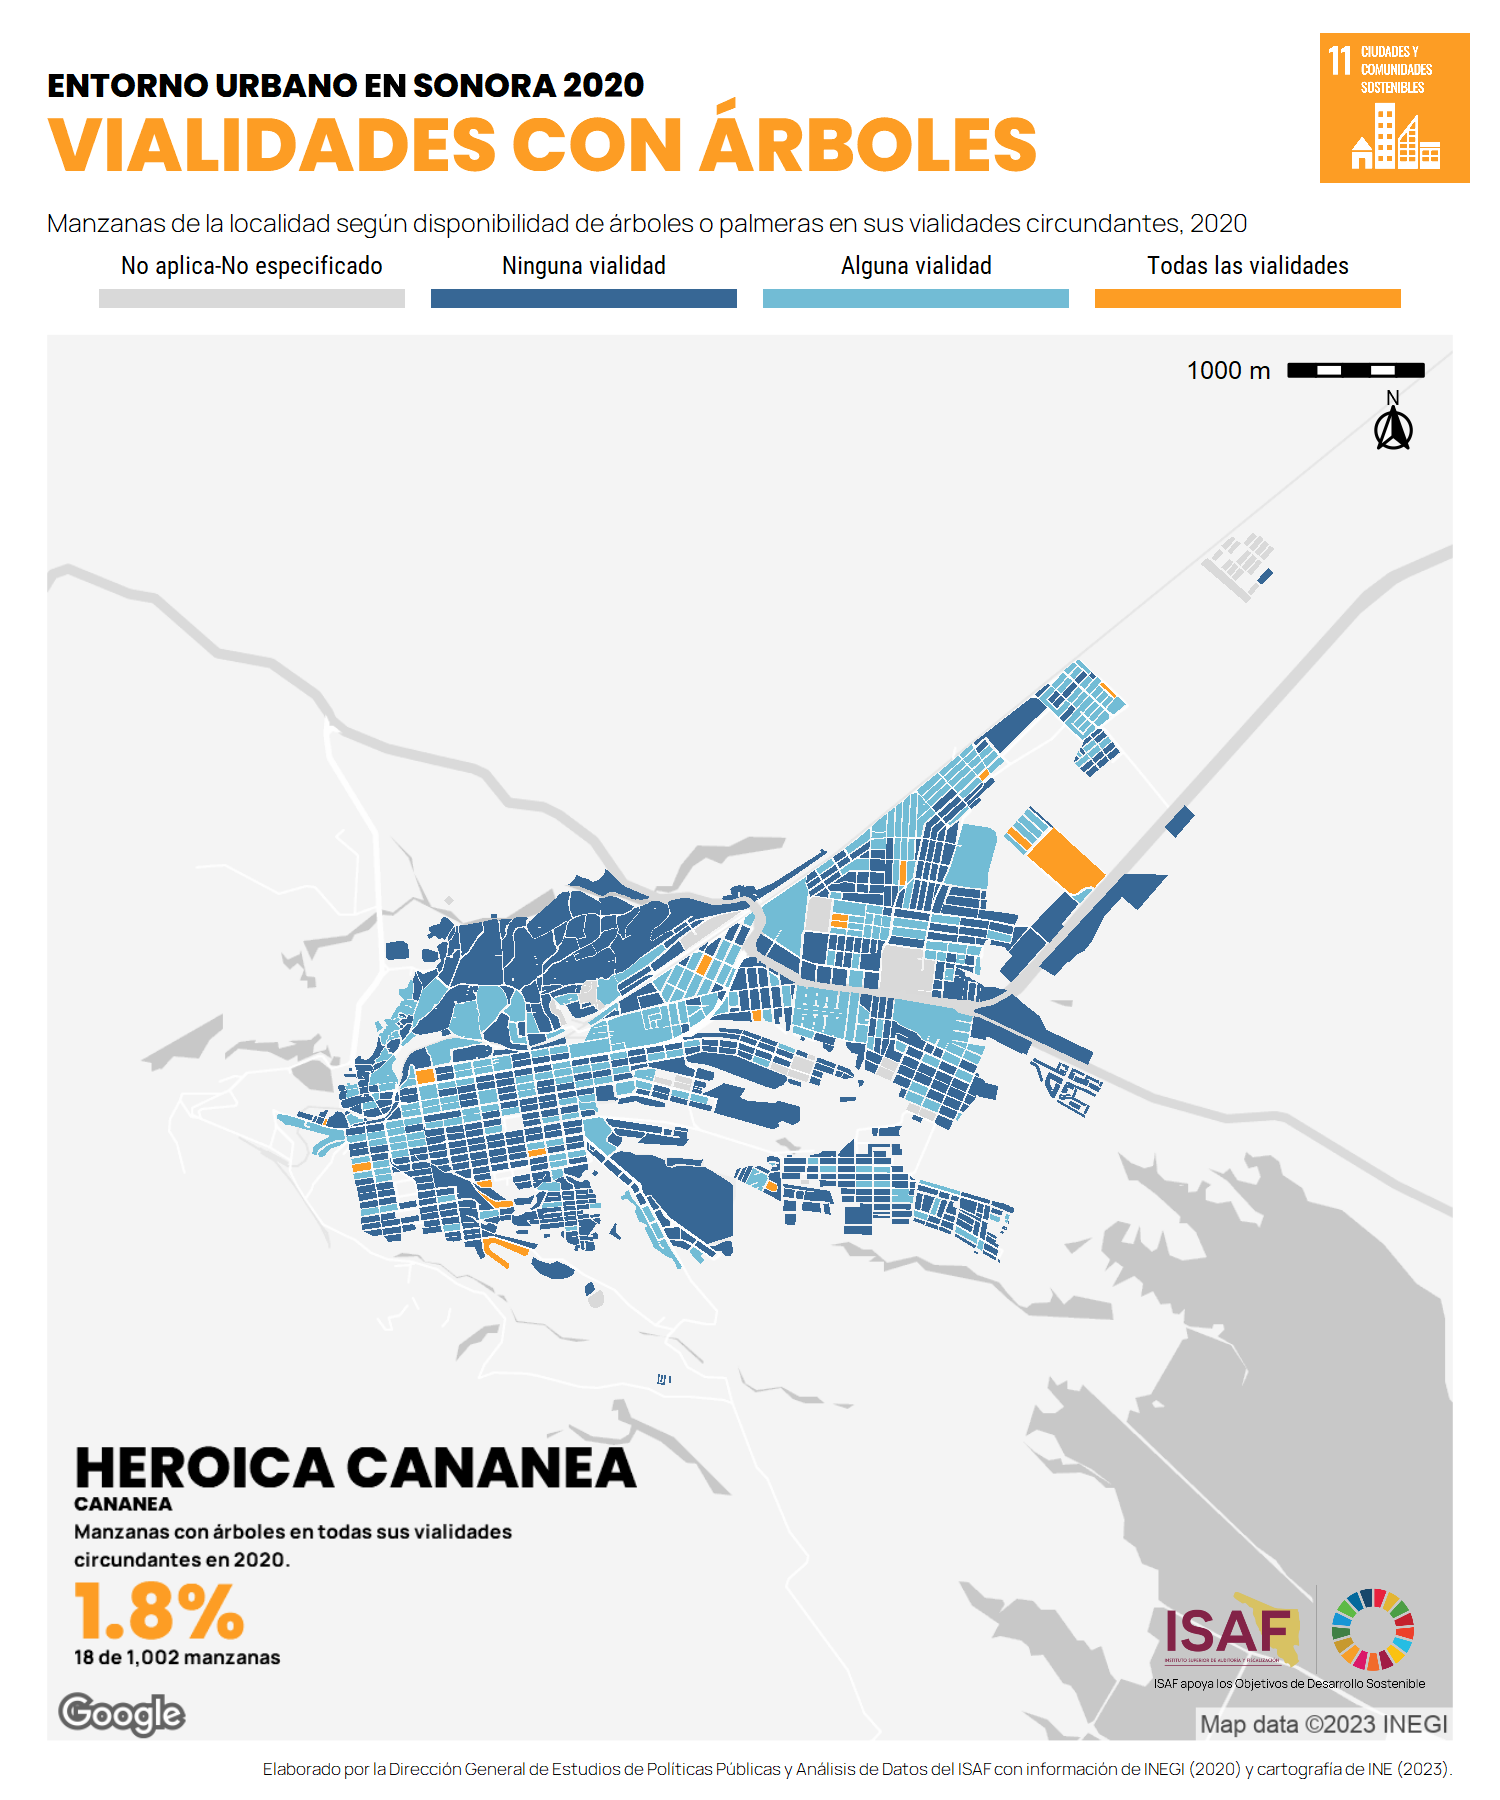 ENTORNO URBANO EN SONORA 2020
VIALIDADES CON ÁRBOLES
11 CIUDADES Y
COMUNIDADES
SOSTENIBLES
Manzanas de la localidad según disponibilidad de árboles o palmeras en sus vialidades circundantes, 2020
No aplica-No especificado Ninguna vialidad Alguna vialidad Todas las vialidades
1000 m
N
HEROICA CANANEA
CANANEA
Manzanas con árboles en todas sus vialidades
circundantes en 2020.
1.8%
18 de 1,002 manzanas
ISAF
INSTITUTO SUPERIOR DE AUDITORÍA Y FISCALIZACIÓN
ISAF apoya los Objetivos de Desarrollo Sostenible
Google
Map data ©2023 INEGI
Elaborado por la Dirección General de Estudios de Políticas Públicas y Análisis de Datos del ISAF con información de INEGI (2020) y cartografía de INE (2023).